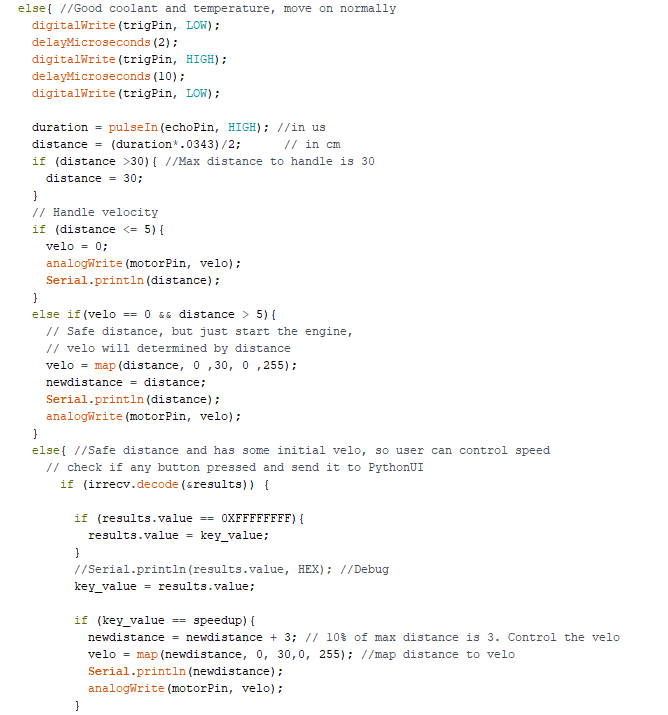 else{ //Good coolant and temperature, move on normally
digitalWrite(trigPin, LOW);
delayMicroseconds(2);
digitalWrite(trigPin, HIGH);
delayMicroseconds(10);
digitalWrite(trigPin, LOW);
duration = pulseIn(echoPin, HIGH); //in us
distance = (duration*.0343)/2;      // in cm
if (distance >30){ //Max distance to handle is 30
distance = 30;
}
// Handle velocity
if (distance <= 5){
velo = 0;
analogWrite(motorPin, velo);
Serial.println(distance);
}
else if(velo == 0 && distance > 5){
// Safe distance, but just start the engine,
// velo will determined by distance
velo = map(distance, 0 ,30, 0 ,255);
newdistance = distance;
Serial.println(distance);
analogWrite(motorPin, velo);
}
else{ //Safe distance and has some initial velo, so user can control speed
// check if any button pressed and send it to PythonUI
if (irrecv.decode(&results)) {
if (results.value == 0XFFFFFFFF){
results.value = key_value;
}
//Serial.println(results.value, HEX); //Debug
key_value = results.value;
if (key_value == speedup){
newdistance = newdistance + 3; // 10% of max distance is 3. Control the velo
velo = map(newdistance, 0, 30,0, 255); //map distance to velo
Serial.println(newdistance);
analogWrite(motorPin, velo);
}